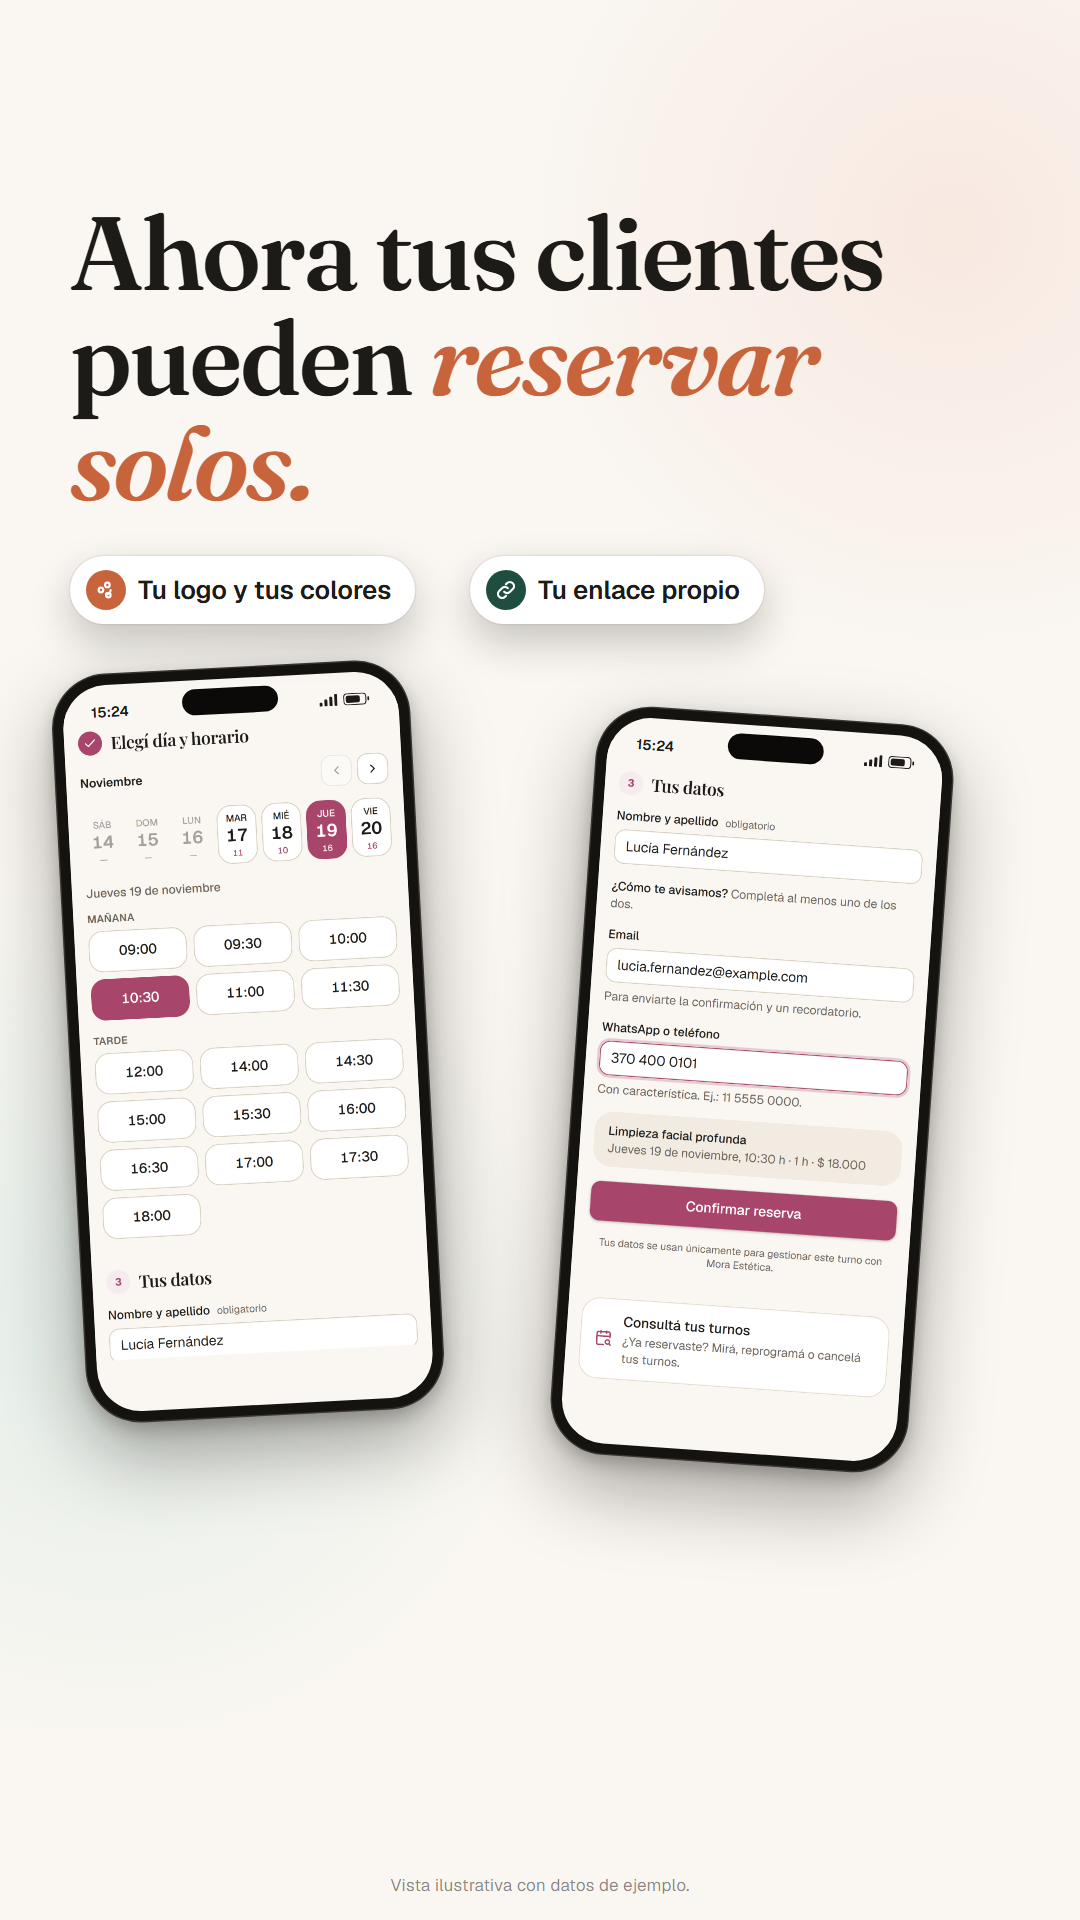 Ahora tus clientes
pueden reservar
solos.
Tu logo y tus colores
Tu enlace propio
15:24
Elegí día y horario
Noviembre
SÁB DOM LUN MAR MIÉ JUE VIE
14 15 16 17 18 19 20
– – – 11 10 16 16
Jueves 19 de noviembre
MAÑANA
09:00 09:30 10:00
10:30 11:00 11:30
TARDE
12:00 14:00 14:30
15:00 15:30 16:00
16:30 17:00 17:30
18:00
3 Tus datos
Nombre y apellido obligatorio
Lucía Fernández
15:24
3 Tus datos
Nombre y apellido obligatorio
Lucía Fernández
¿Cómo te avisamos? Completá al menos uno de los
dos.
Email
lucia.fernandez@example.com
Para enviarte la confirmación y un recordatorio.
WhatsApp o teléfono
370 400 0101
Con característica. Ej.: 11 5555 0000.
Limpieza facial profunda
Jueves 19 de noviembre, 10:30 h · 1 h · $ 18.000
Confirmar reserva
Tus datos se usan únicamente para gestionar este turno con
Mora Estética.
Consultá tus turnos
¿Ya reservaste? Mirá, reprogramá o cancelá
tus turnos.
Vista ilustrativa con datos de ejemplo.